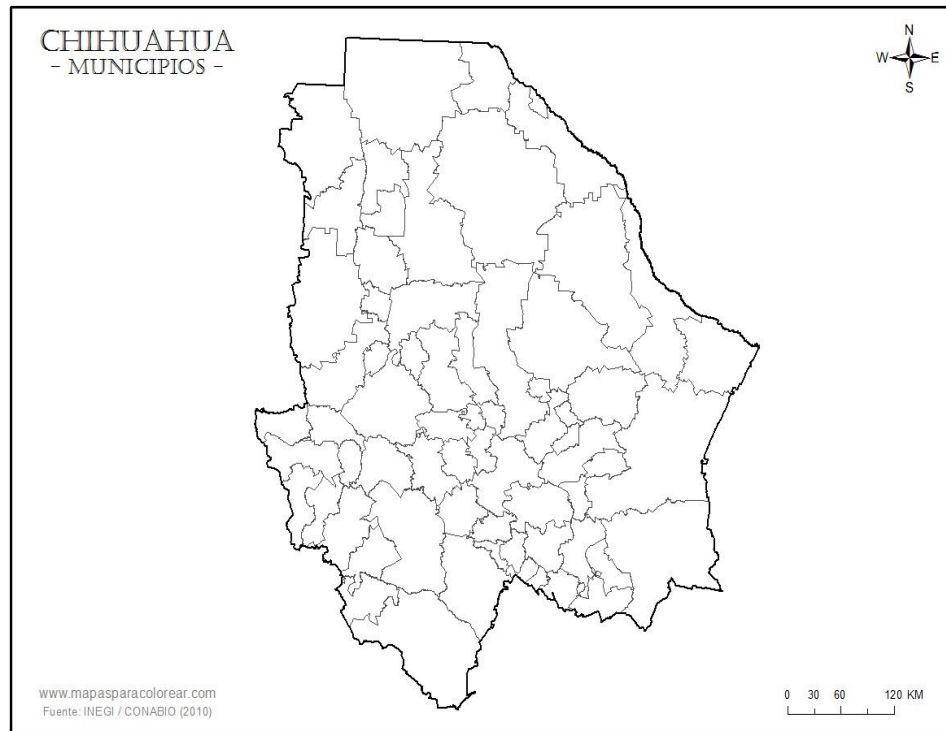 CHIHUAHUA
- MUNICIPIOS -
N
W E
S
www.mapasparacolorear.com
Fuente: INEGI / CONABIO (2010)
0 30 60 120 KM